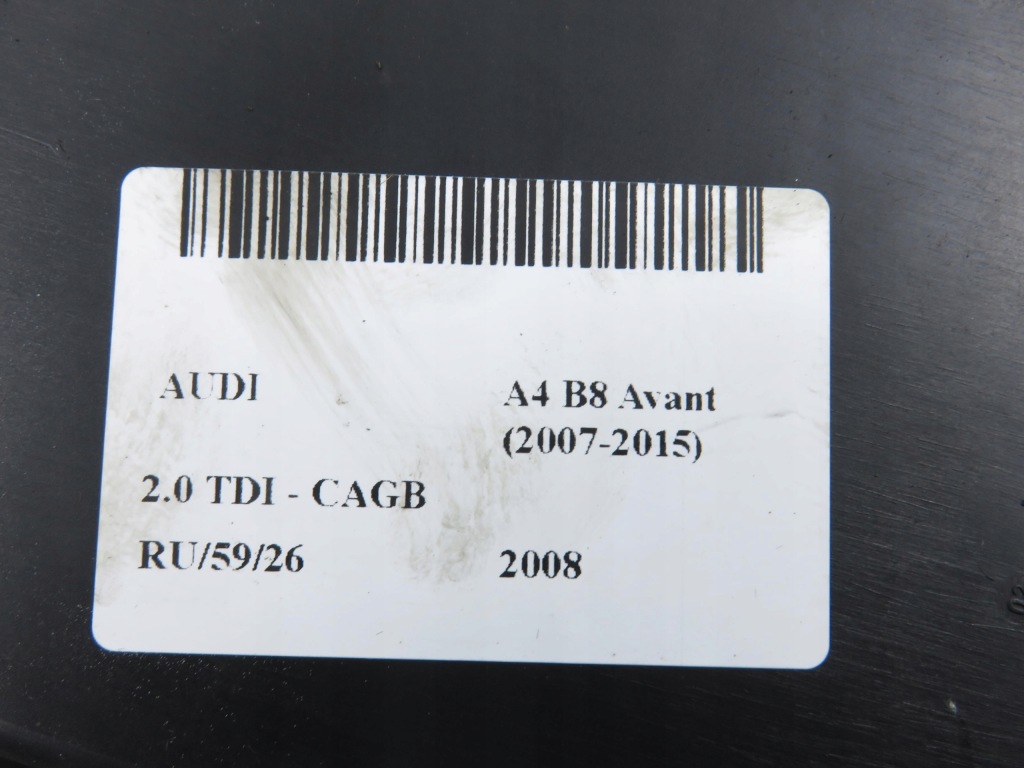 AUDI A4 B8 Avant
(2007-2015)
2.0 TDI - CAGB
RU/59/26 2008